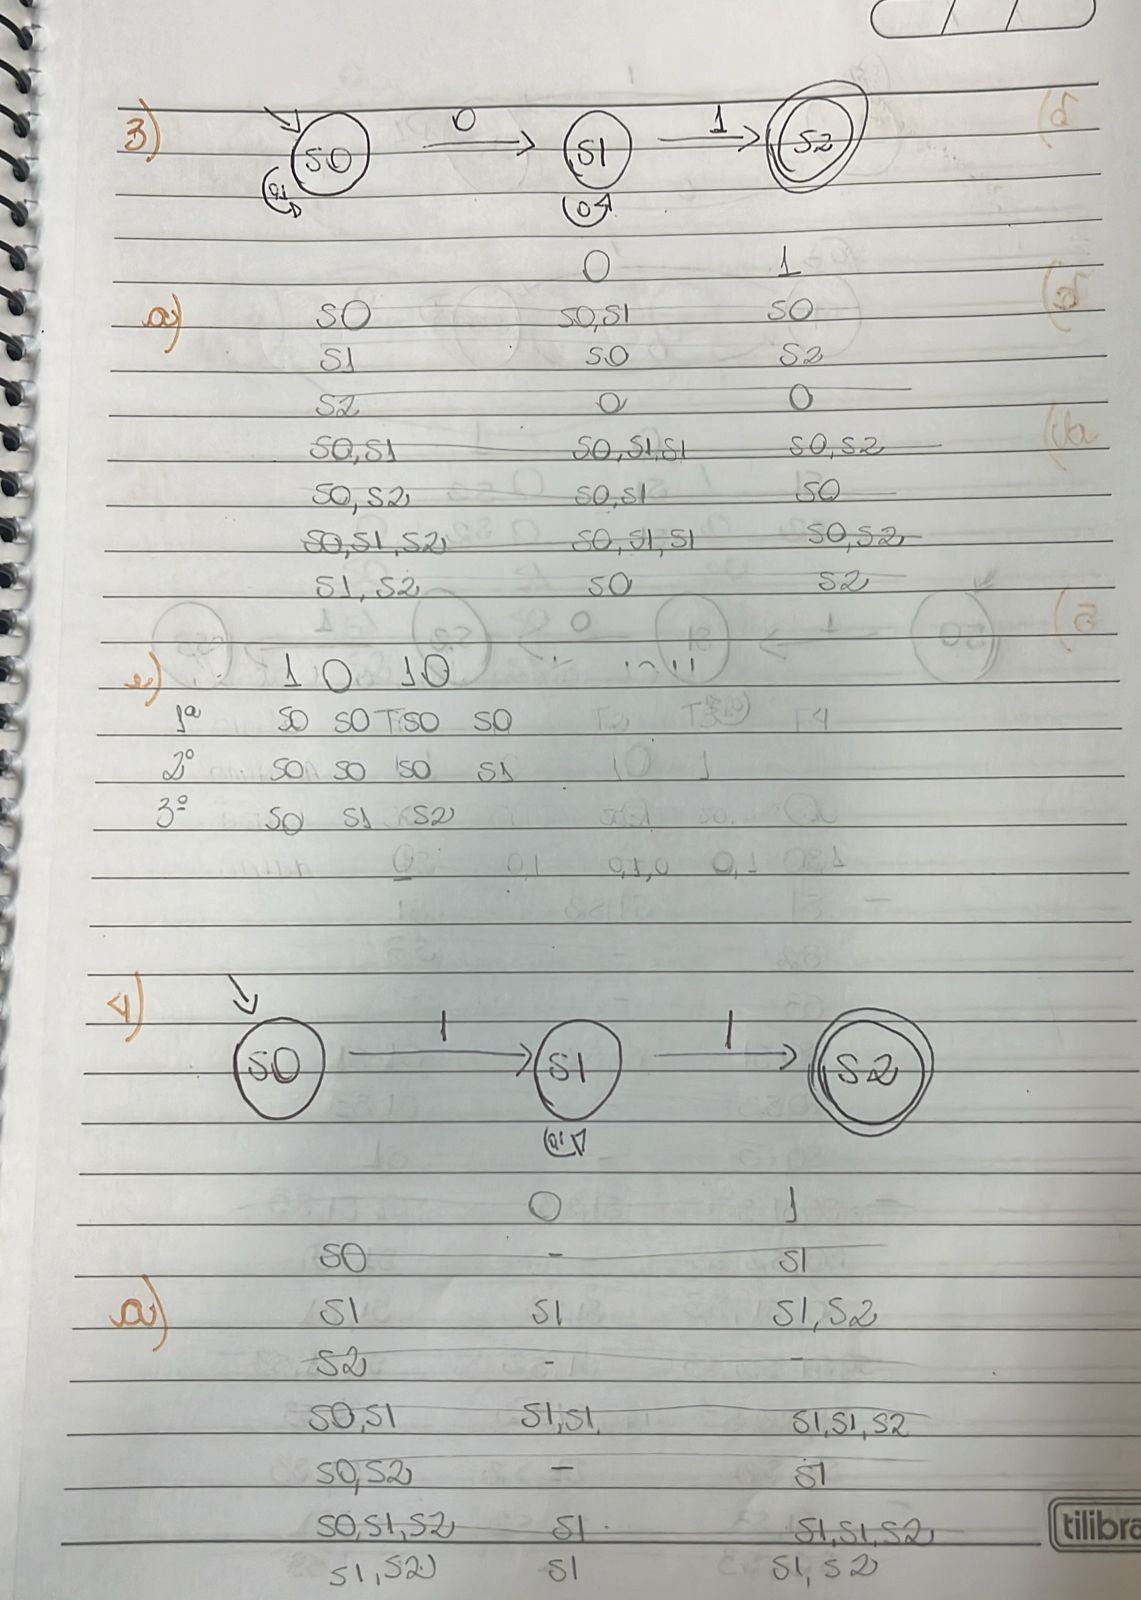 3) S0 0 S1 1 S2
0,1 0
0 1
a) S0 S0,S1 S0
S1 S0 S2
S2 0 0
S0,S1 S0,S1,S1 S0,S2
S0,S2 S0,S1 S0
S0,S1,S2 S0,S1,S1 S0,S2
S1,S2 S0 S2
e) 1 0 1 0
1ª S0 S0 S0 S0
2º S0 S0 S0 S1
3º S0 S1 S2
4) S0 1 S1 1 S2
0,1
0 1
S0 - S1
a) S1 S1 S1,S2
S2 - -
S0,S1 S1,S1, S1,S1,S2
S0,S2 - S1
S0,S1,S2 S1 S1,S1,S2
S1,S2 S1 S1,S2
tilibra